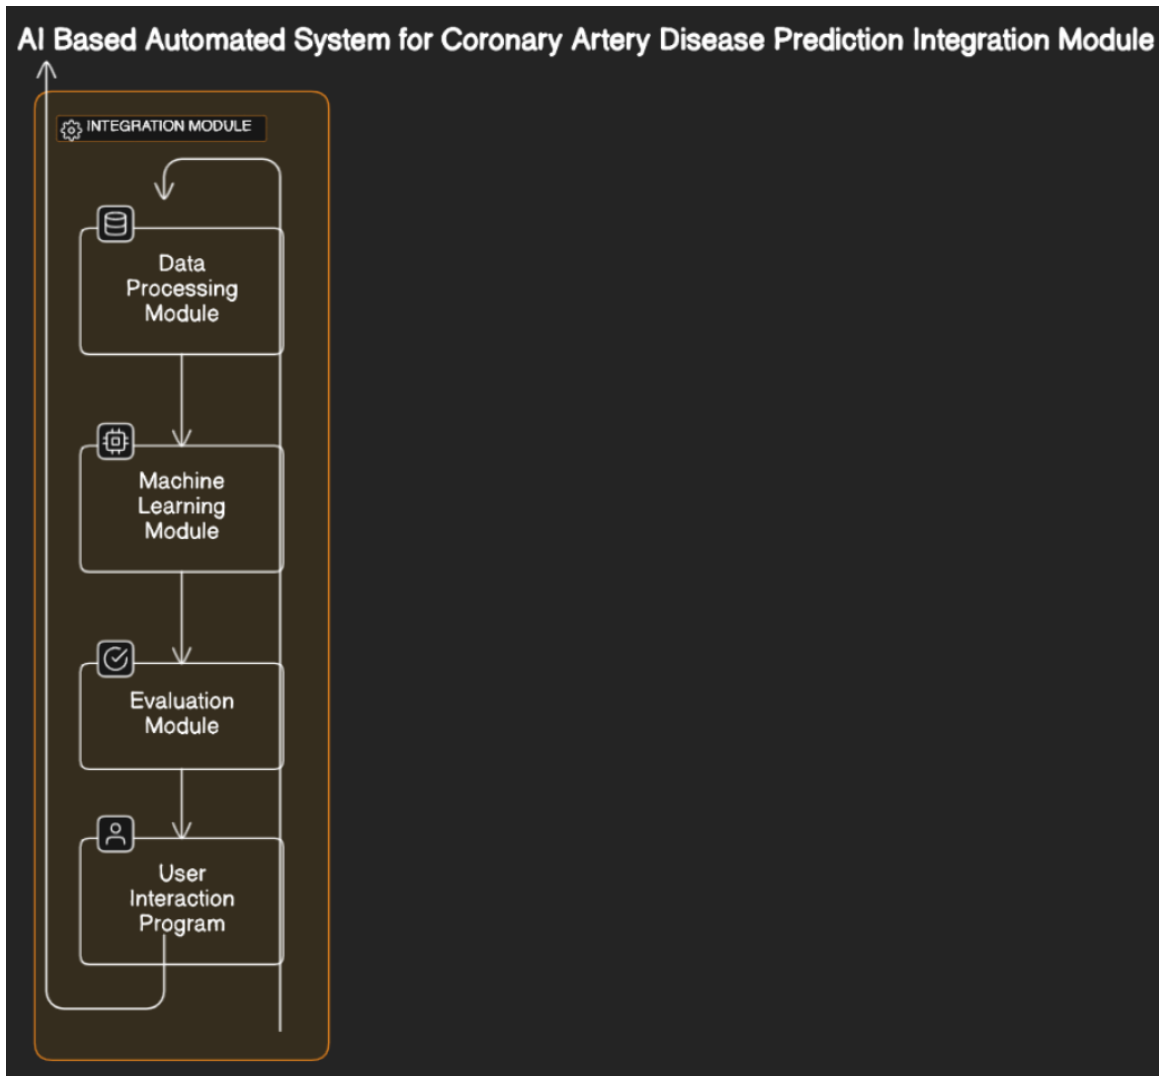 AI Based Automated System for Coronary Artery Disease Prediction Integration Module
INTEGRATION MODULE
Data
Processing
Module
Machine
Learning
Module
Evaluation
Module
User
Interaction
Program